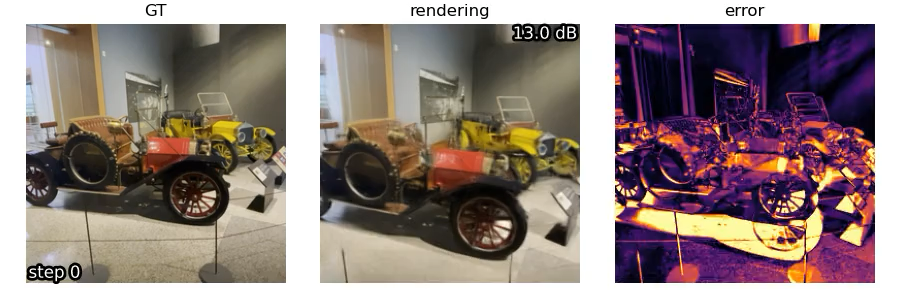 GT
rendering
error
13.0 dB
step 0